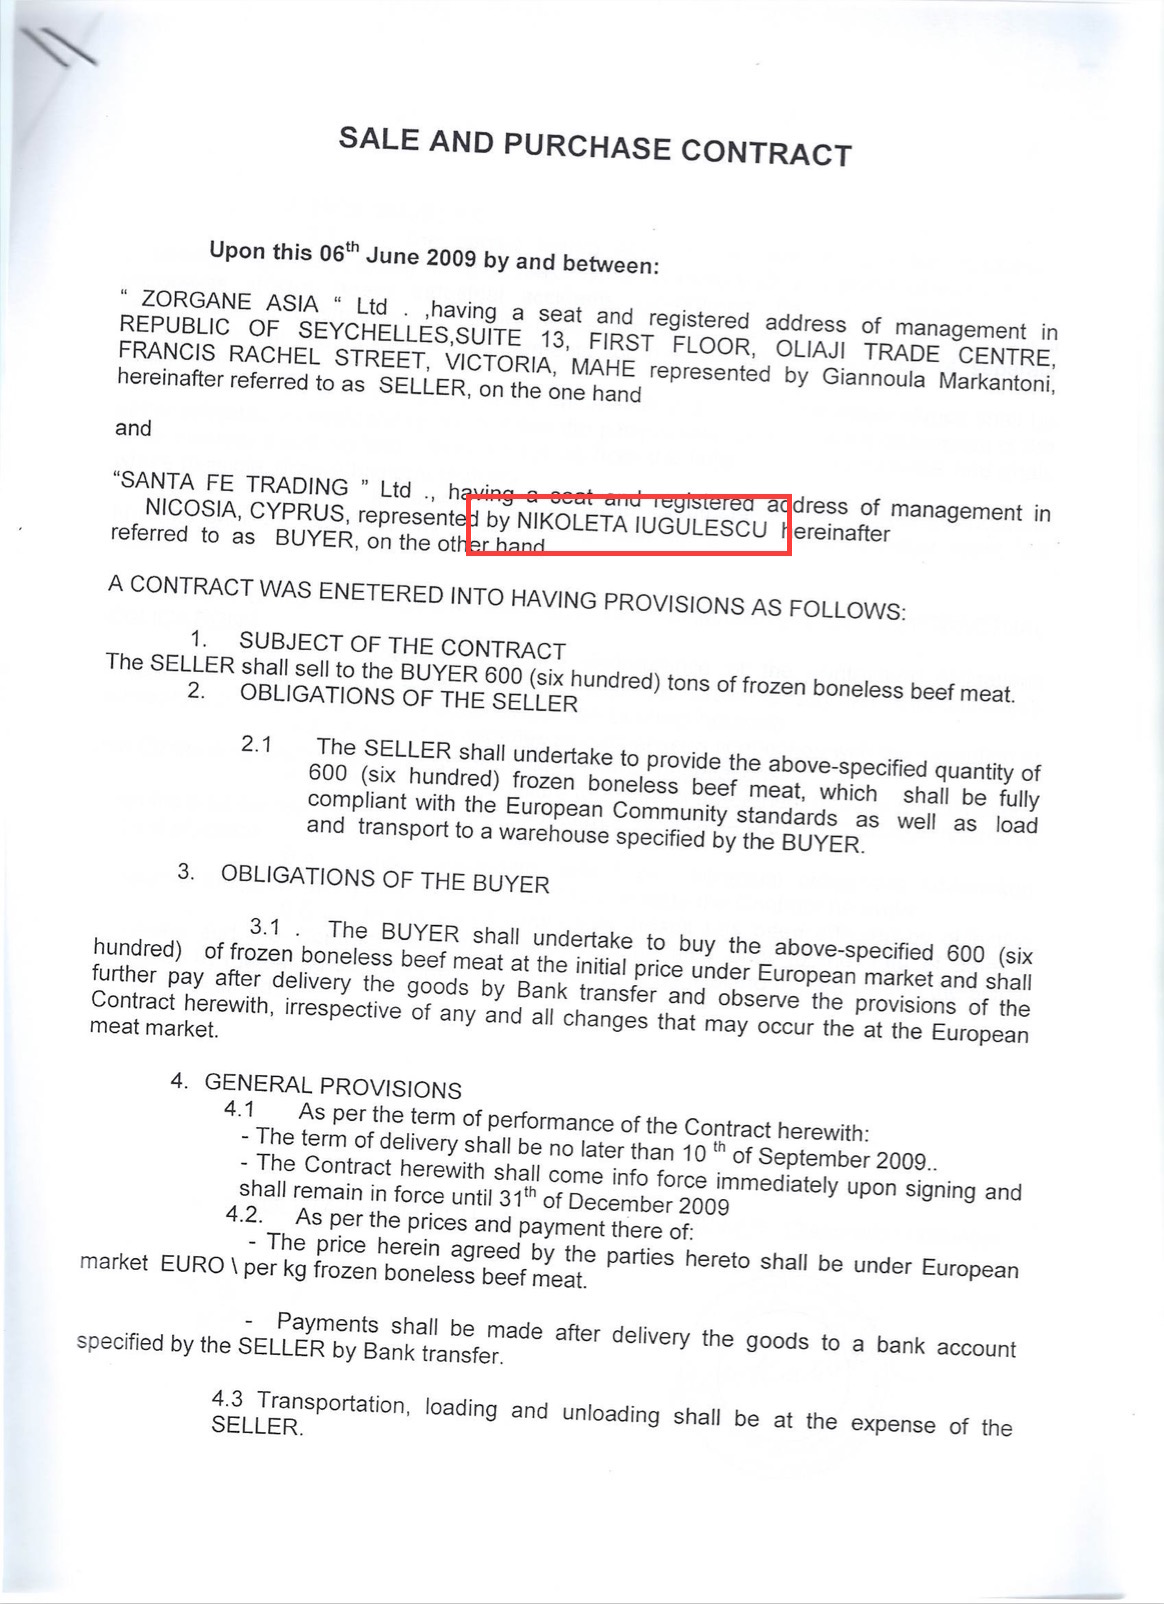 SALE AND PURCHASE CONTRACT
Upon this 06th June 2009 by and between:
“ ZORGANE ASIA “ Ltd . ,having a seat and registered address of management in
REPUBLIC OF SEYCHELLES,SUITE 13, FIRST FLOOR, OLIAJI TRADE CENTRE,
FRANCIS RACHEL STREET, VICTORIA, MAHE represented by Giannoula Markantoni,
hereinafter referred to as SELLER, on the one hand
and
“SANTA FE TRADING ” Ltd ., having a seat and registered address of management in
NICOSIA, CYPRUS, represented by NIKOLETA IUGULESCU hereinafter
referred to as BUYER, on the other hand
A CONTRACT WAS ENETERED INTO HAVING PROVISIONS AS FOLLOWS:
1. SUBJECT OF THE CONTRACT
The SELLER shall sell to the BUYER 600 (six hundred) tons of frozen boneless beef meat.
2. OBLIGATIONS OF THE SELLER
2.1 The SELLER shall undertake to provide the above-specified quantity of
600 (six hundred) frozen boneless beef meat, which shall be fully
compliant with the European Community standards as well as load
and transport to a warehouse specified by the BUYER.
3. OBLIGATIONS OF THE BUYER
3.1 . The BUYER shall undertake to buy the above-specified 600 (six
hundred) of frozen boneless beef meat at the initial price under European market and shall
further pay after delivery the goods by Bank transfer and observe the provisions of the
Contract herewith, irrespective of any and all changes that may occur the at the European
meat market.
4. GENERAL PROVISIONS
4.1 As per the term of performance of the Contract herewith:
- The term of delivery shall be no later than 10 th of September 2009..
- The Contract herewith shall come info force immediately upon signing and
shall remain in force until 31th of December 2009
4.2. As per the prices and payment there of:
- The price herein agreed by the parties hereto shall be under European
market EURO \ per kg frozen boneless beef meat.
- Payments shall be made after delivery the goods to a bank account
specified by the SELLER by Bank transfer.
4.3 Transportation, loading and unloading shall be at the expense of the
SELLER.